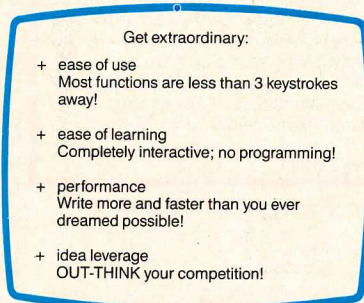 Get extraordinary:
+ ease of use
Most functions are less than 3 keystrokes
away!
+ ease of learning
Completely interactive; no programming!
+ performance
Write more and faster than you ever
dreamed possible!
+ idea leverage
OUT-THINK your competition!